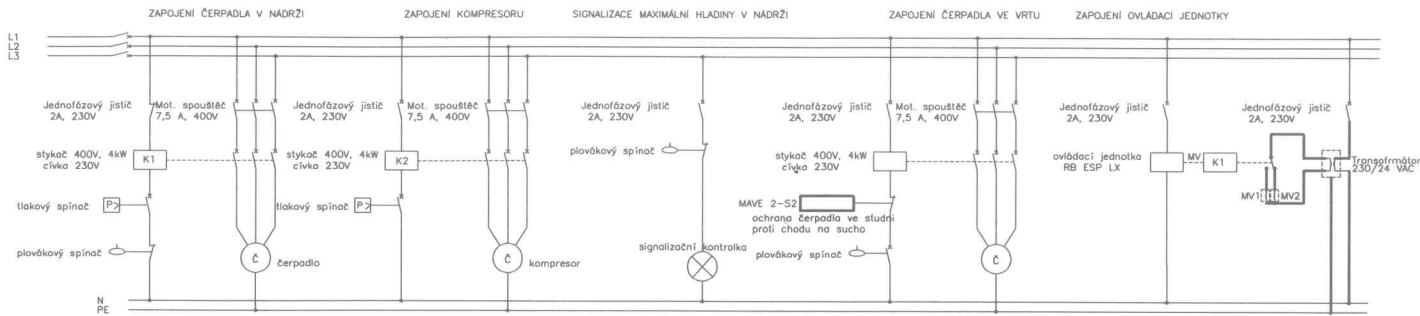 ZAPOJENÍ ČERPADLA V NÁDRŽI
ZAPOJENÍ KOMPRESORU
SIGNALIZACE MAXIMÁLNÍ HLADINY V NÁDRŽI
ZAPOJENÍ ČERPADLA VE VRTU
ZAPOJENÍ OVLÁDACÍ JEDNOTKY
L1
L2
L3
Jednofázový jistič
2A, 230V
Mot. spouštěč
7,5 A, 400V
stykač 400V, 4kW
cívka 230V
K1
tlakový spínač
P>
plovákový spínač
Č
čerpadlo
Jednofázový jistič
2A, 230V
Mot. spouštěč
7,5 A, 400V
stykač 400V, 4kW
cívka 230V
K2
tlakový spínač
P>
Č
kompresor
Jednofázový jistič
2A, 230V
plovákový spínač
signalizační kontrolka
Jednofázový jistič
2A, 230V
Mot. spouštěč
7,5 A, 400V
stykač 400V, 4kW
cívka 230V
MAVE 2-S2
ochrana čerpadla ve studni
proti chodu na sucho
plovákový spínač
Č
Jednofázový jistič
2A, 230V
ovládací jednotka
RB ESP LX
MV
K1
Jednofázový jistič
2A, 230V
MV1
MV2
Transofrmátor
230/24 VAC
N
PE